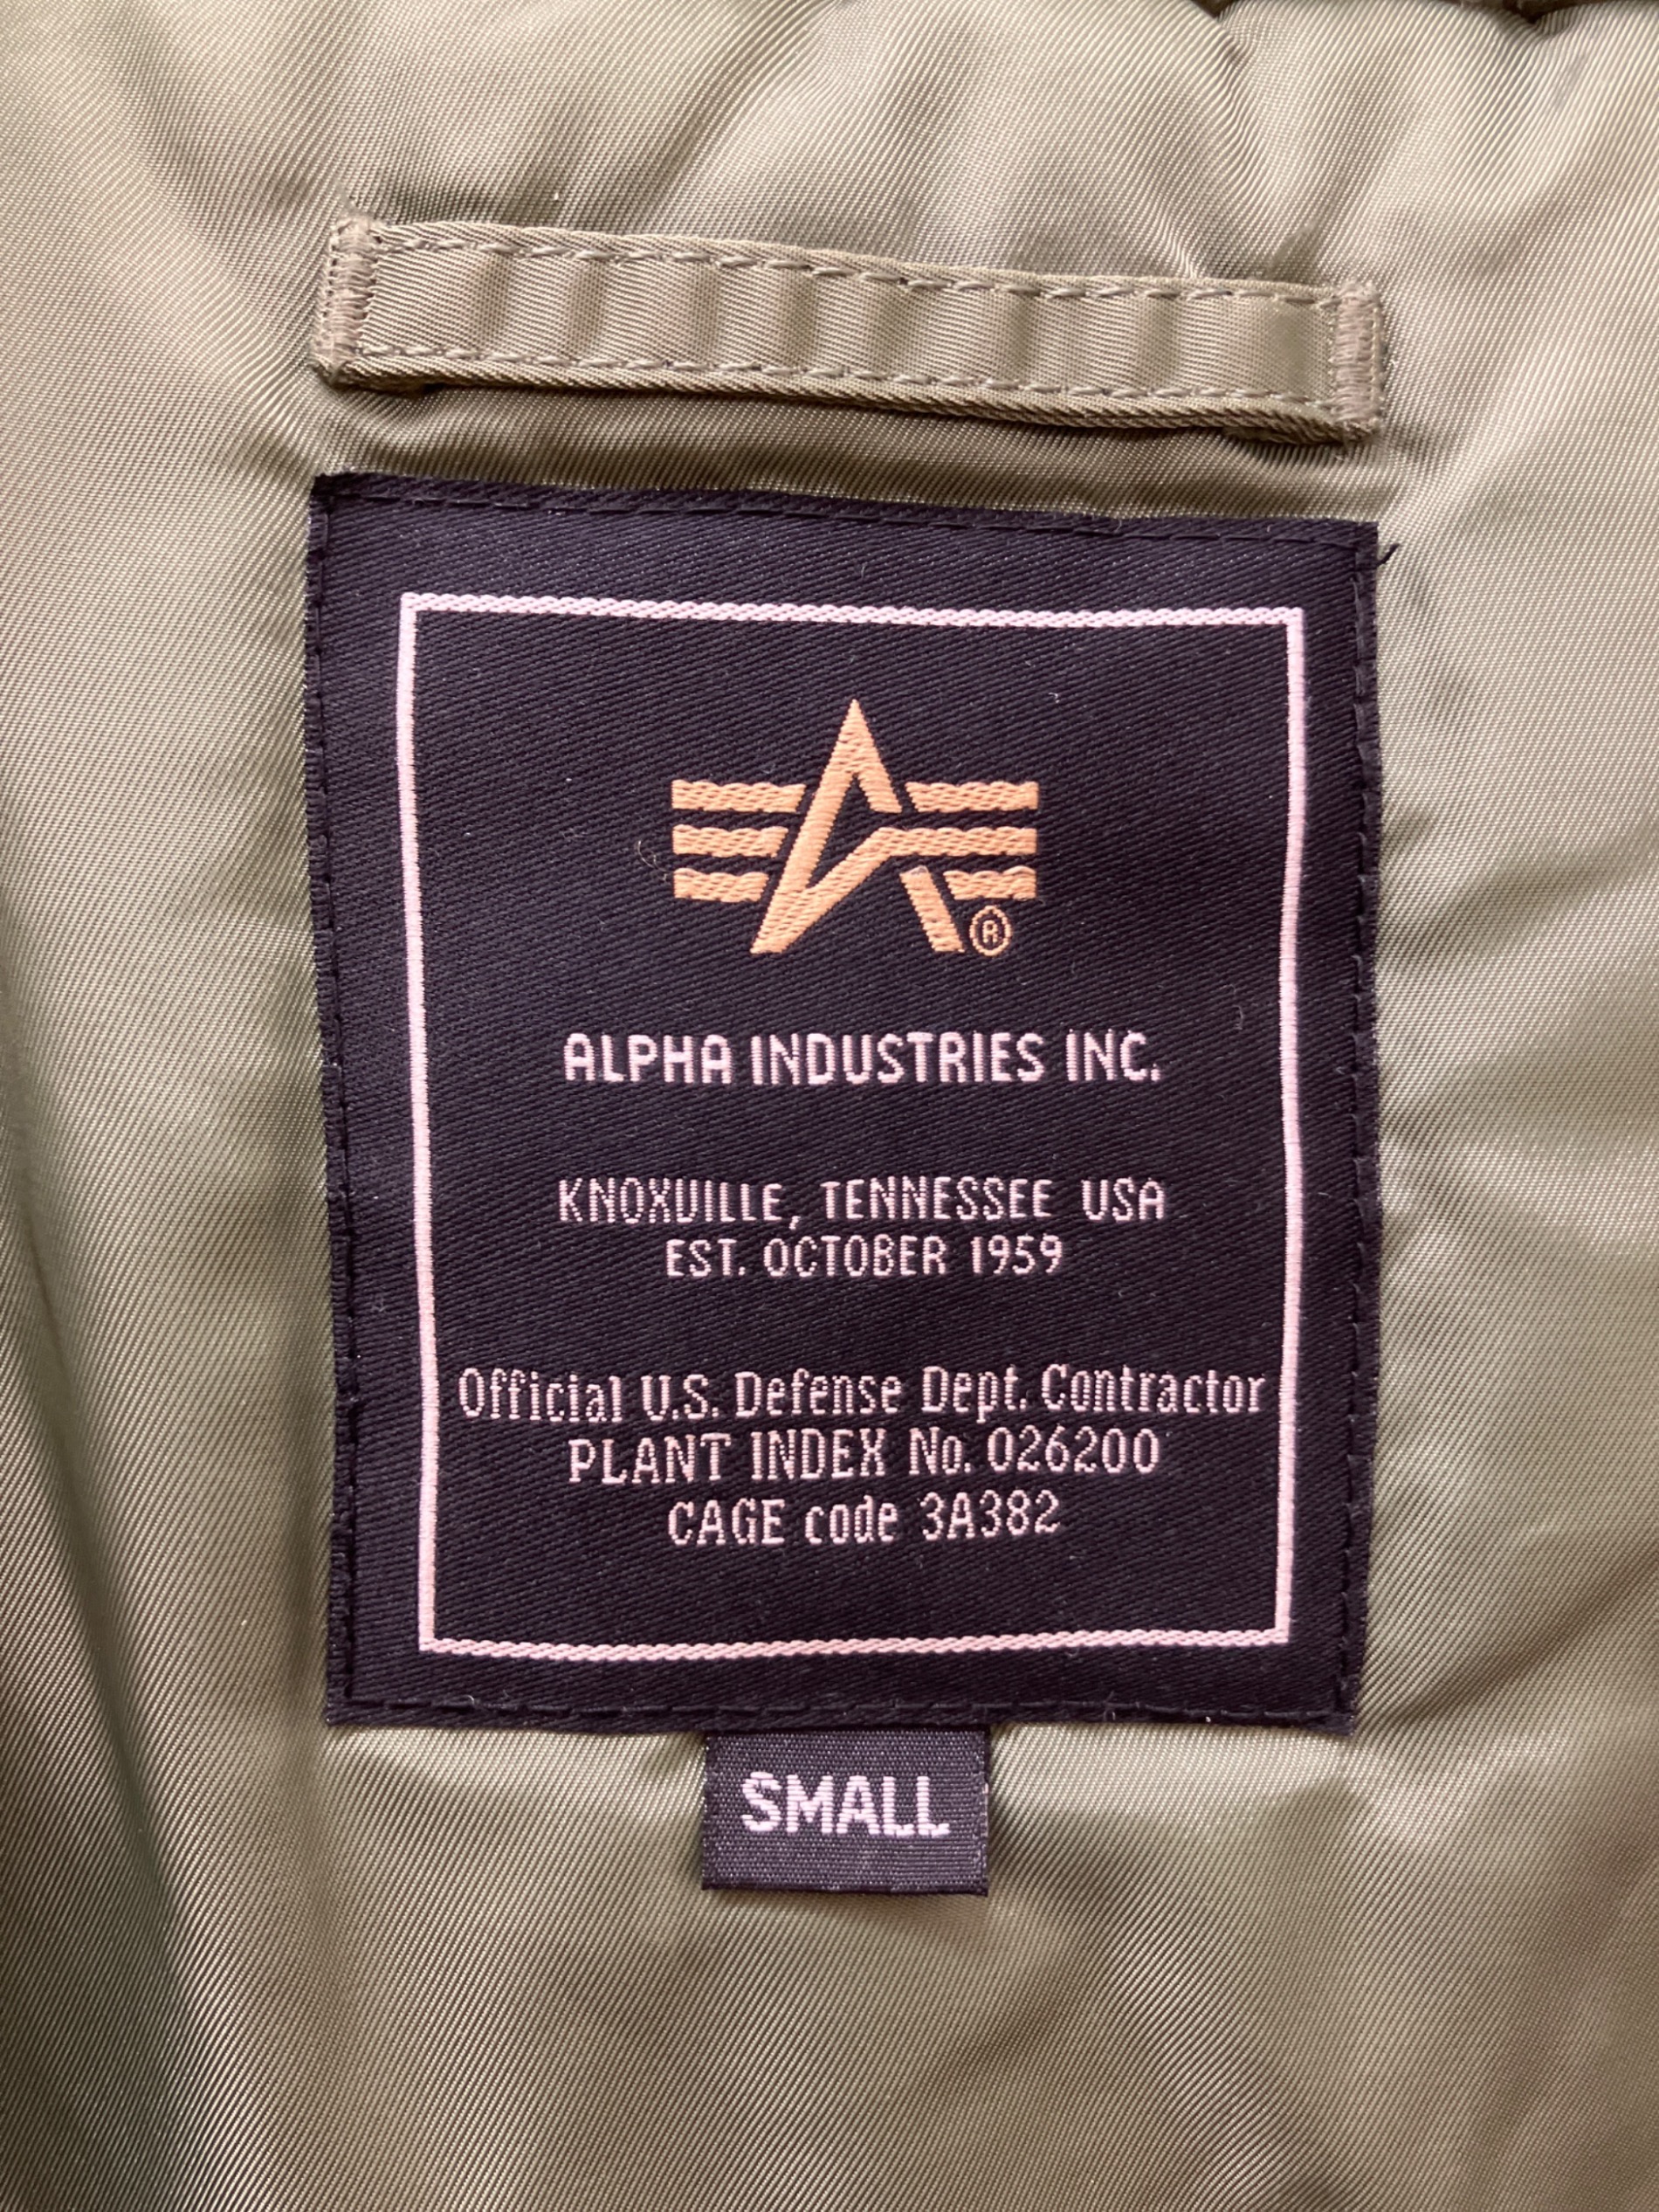 ®
ALPHA INDUSTRIES INC.
KNOXVILLE, TENNESSEE USA
EST. OCTOBER 1959
Official U.S. Defense Dept. Contractor
PLANT INDEX No. 026200
CAGE code 3A382
SMALL